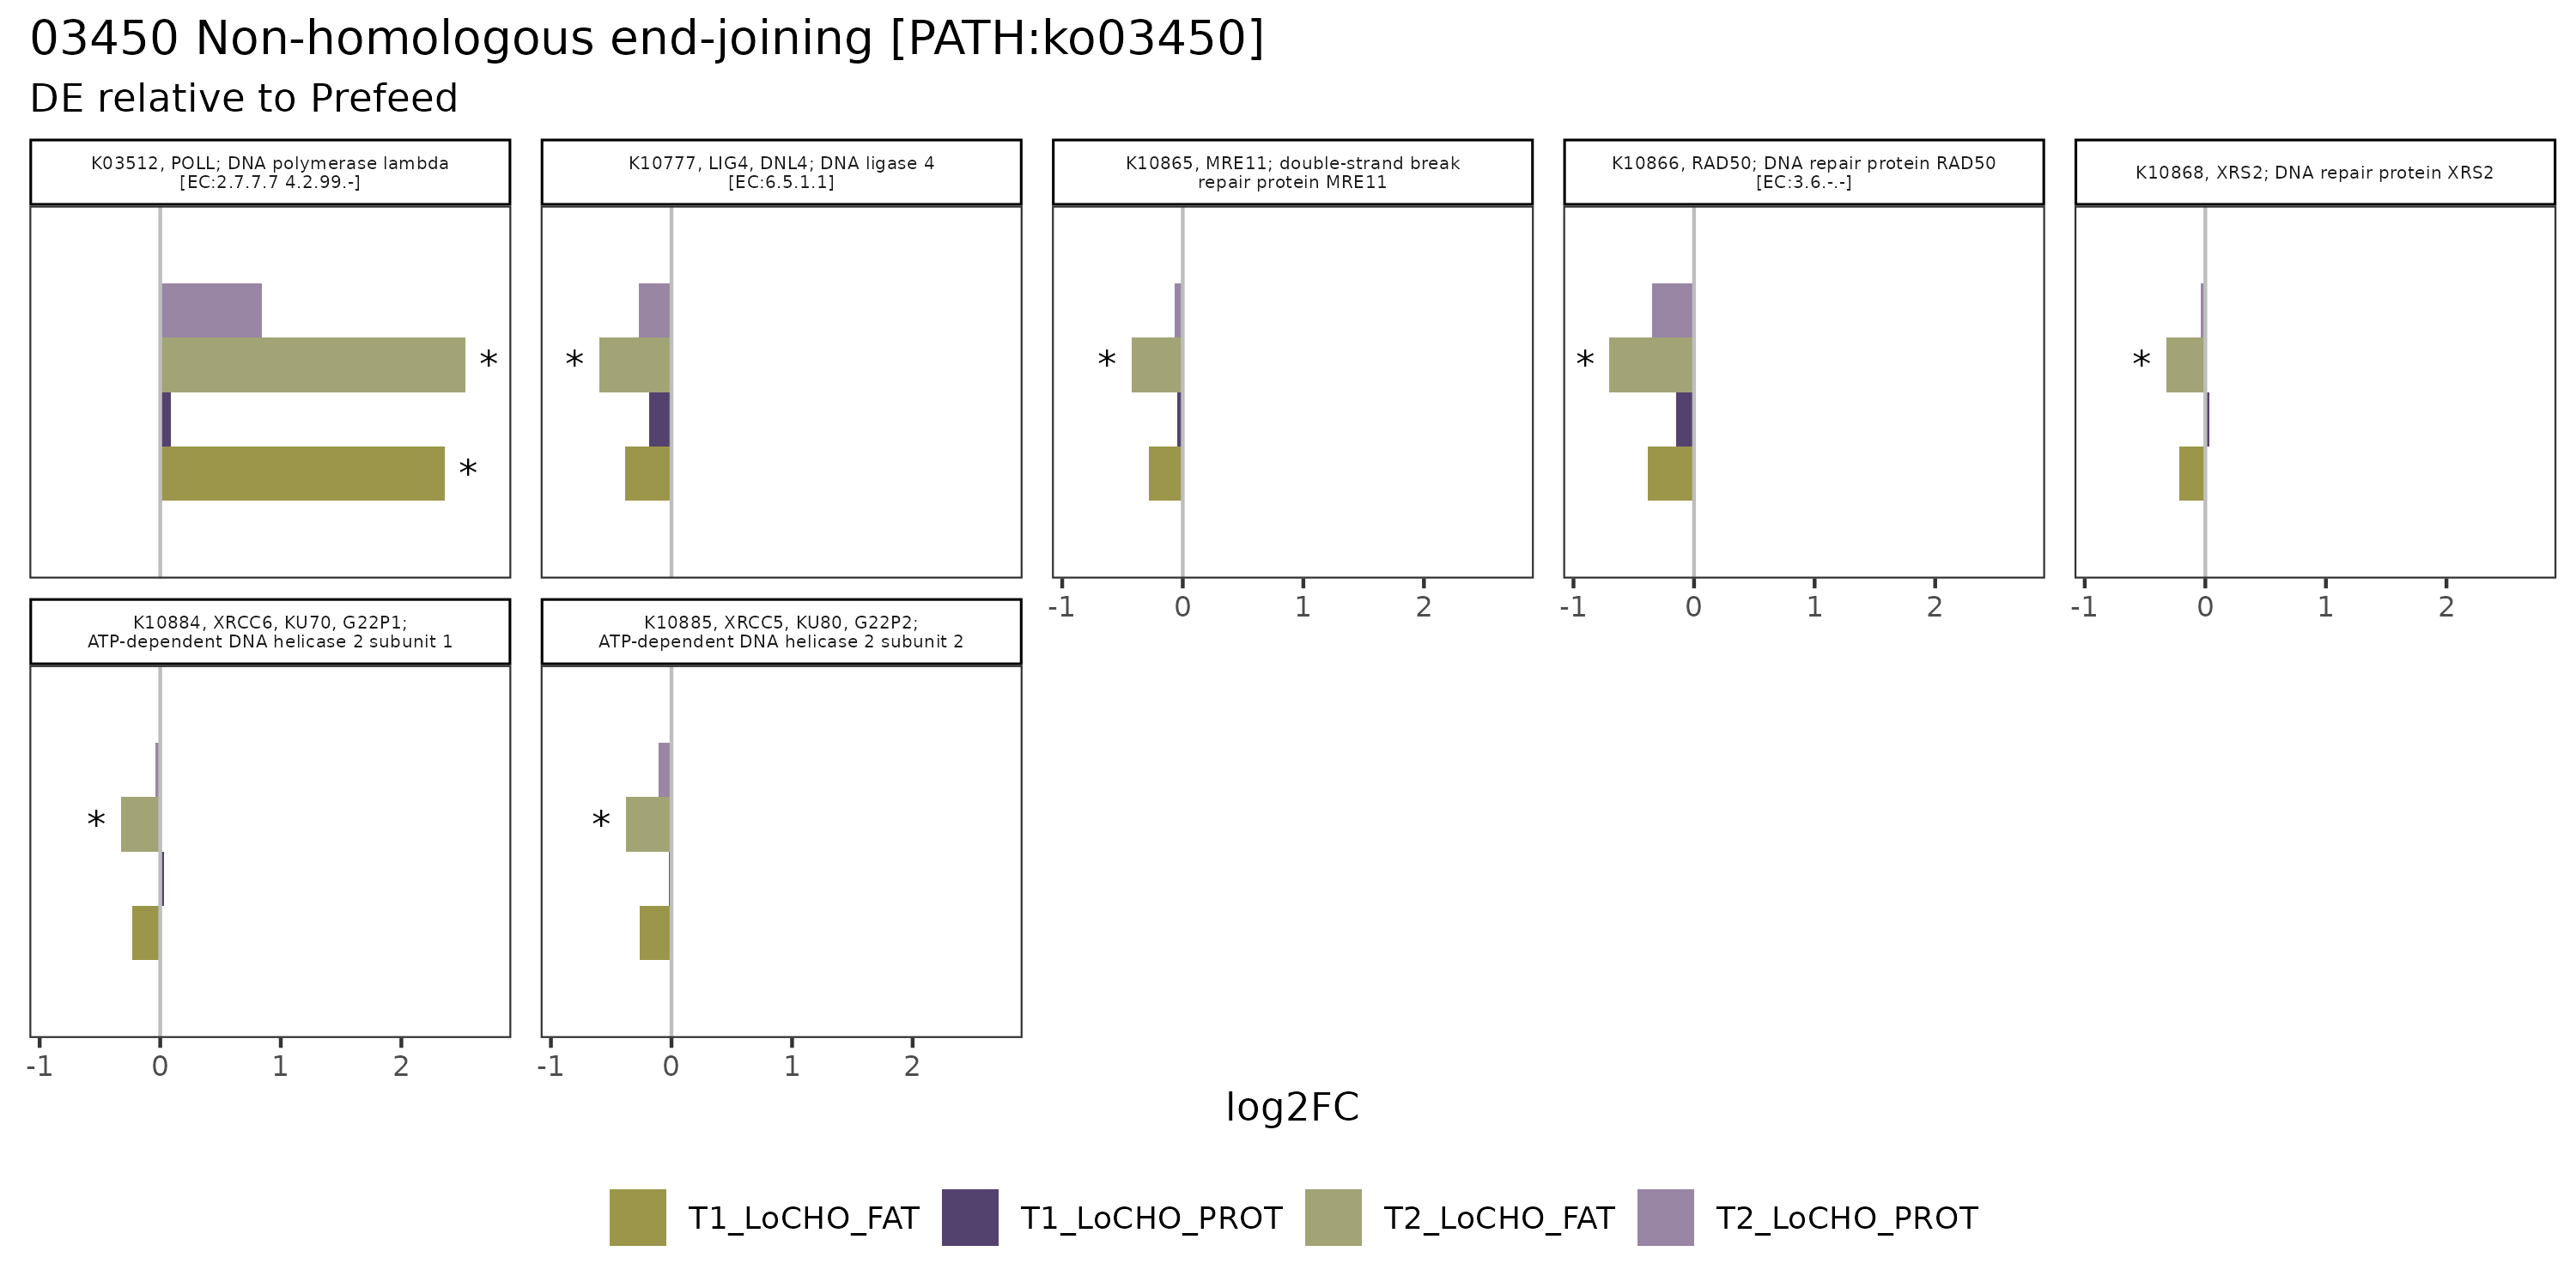 03450 Non-homologous end-joining [PATH:ko03450]
DE relative to Prefeed
K03512, POLL; DNA polymerase lambda
[EC:2.7.7.7 4.2.99.-]
K10777, LIG4, DNL4; DNA ligase 4
[EC:6.5.1.1]
K10865, MRE11; double-strand break
repair protein MRE11
K10866, RAD50; DNA repair protein RAD50
[EC:3.6.-.-]
K10868, XRS2; DNA repair protein XRS2
*
*
*
*
*
*
-1 0 1 2
-1 0 1 2
-1 0 1 2
K10884, XRCC6, KU70, G22P1;
ATP-dependent DNA helicase 2 subunit 1
K10885, XRCC5, KU80, G22P2;
ATP-dependent DNA helicase 2 subunit 2
*
*
-1 0 1 2
-1 0 1 2
log2FC
T1_LoCHO_FAT
T1_LoCHO_PROT
T2_LoCHO_FAT
T2_LoCHO_PROT